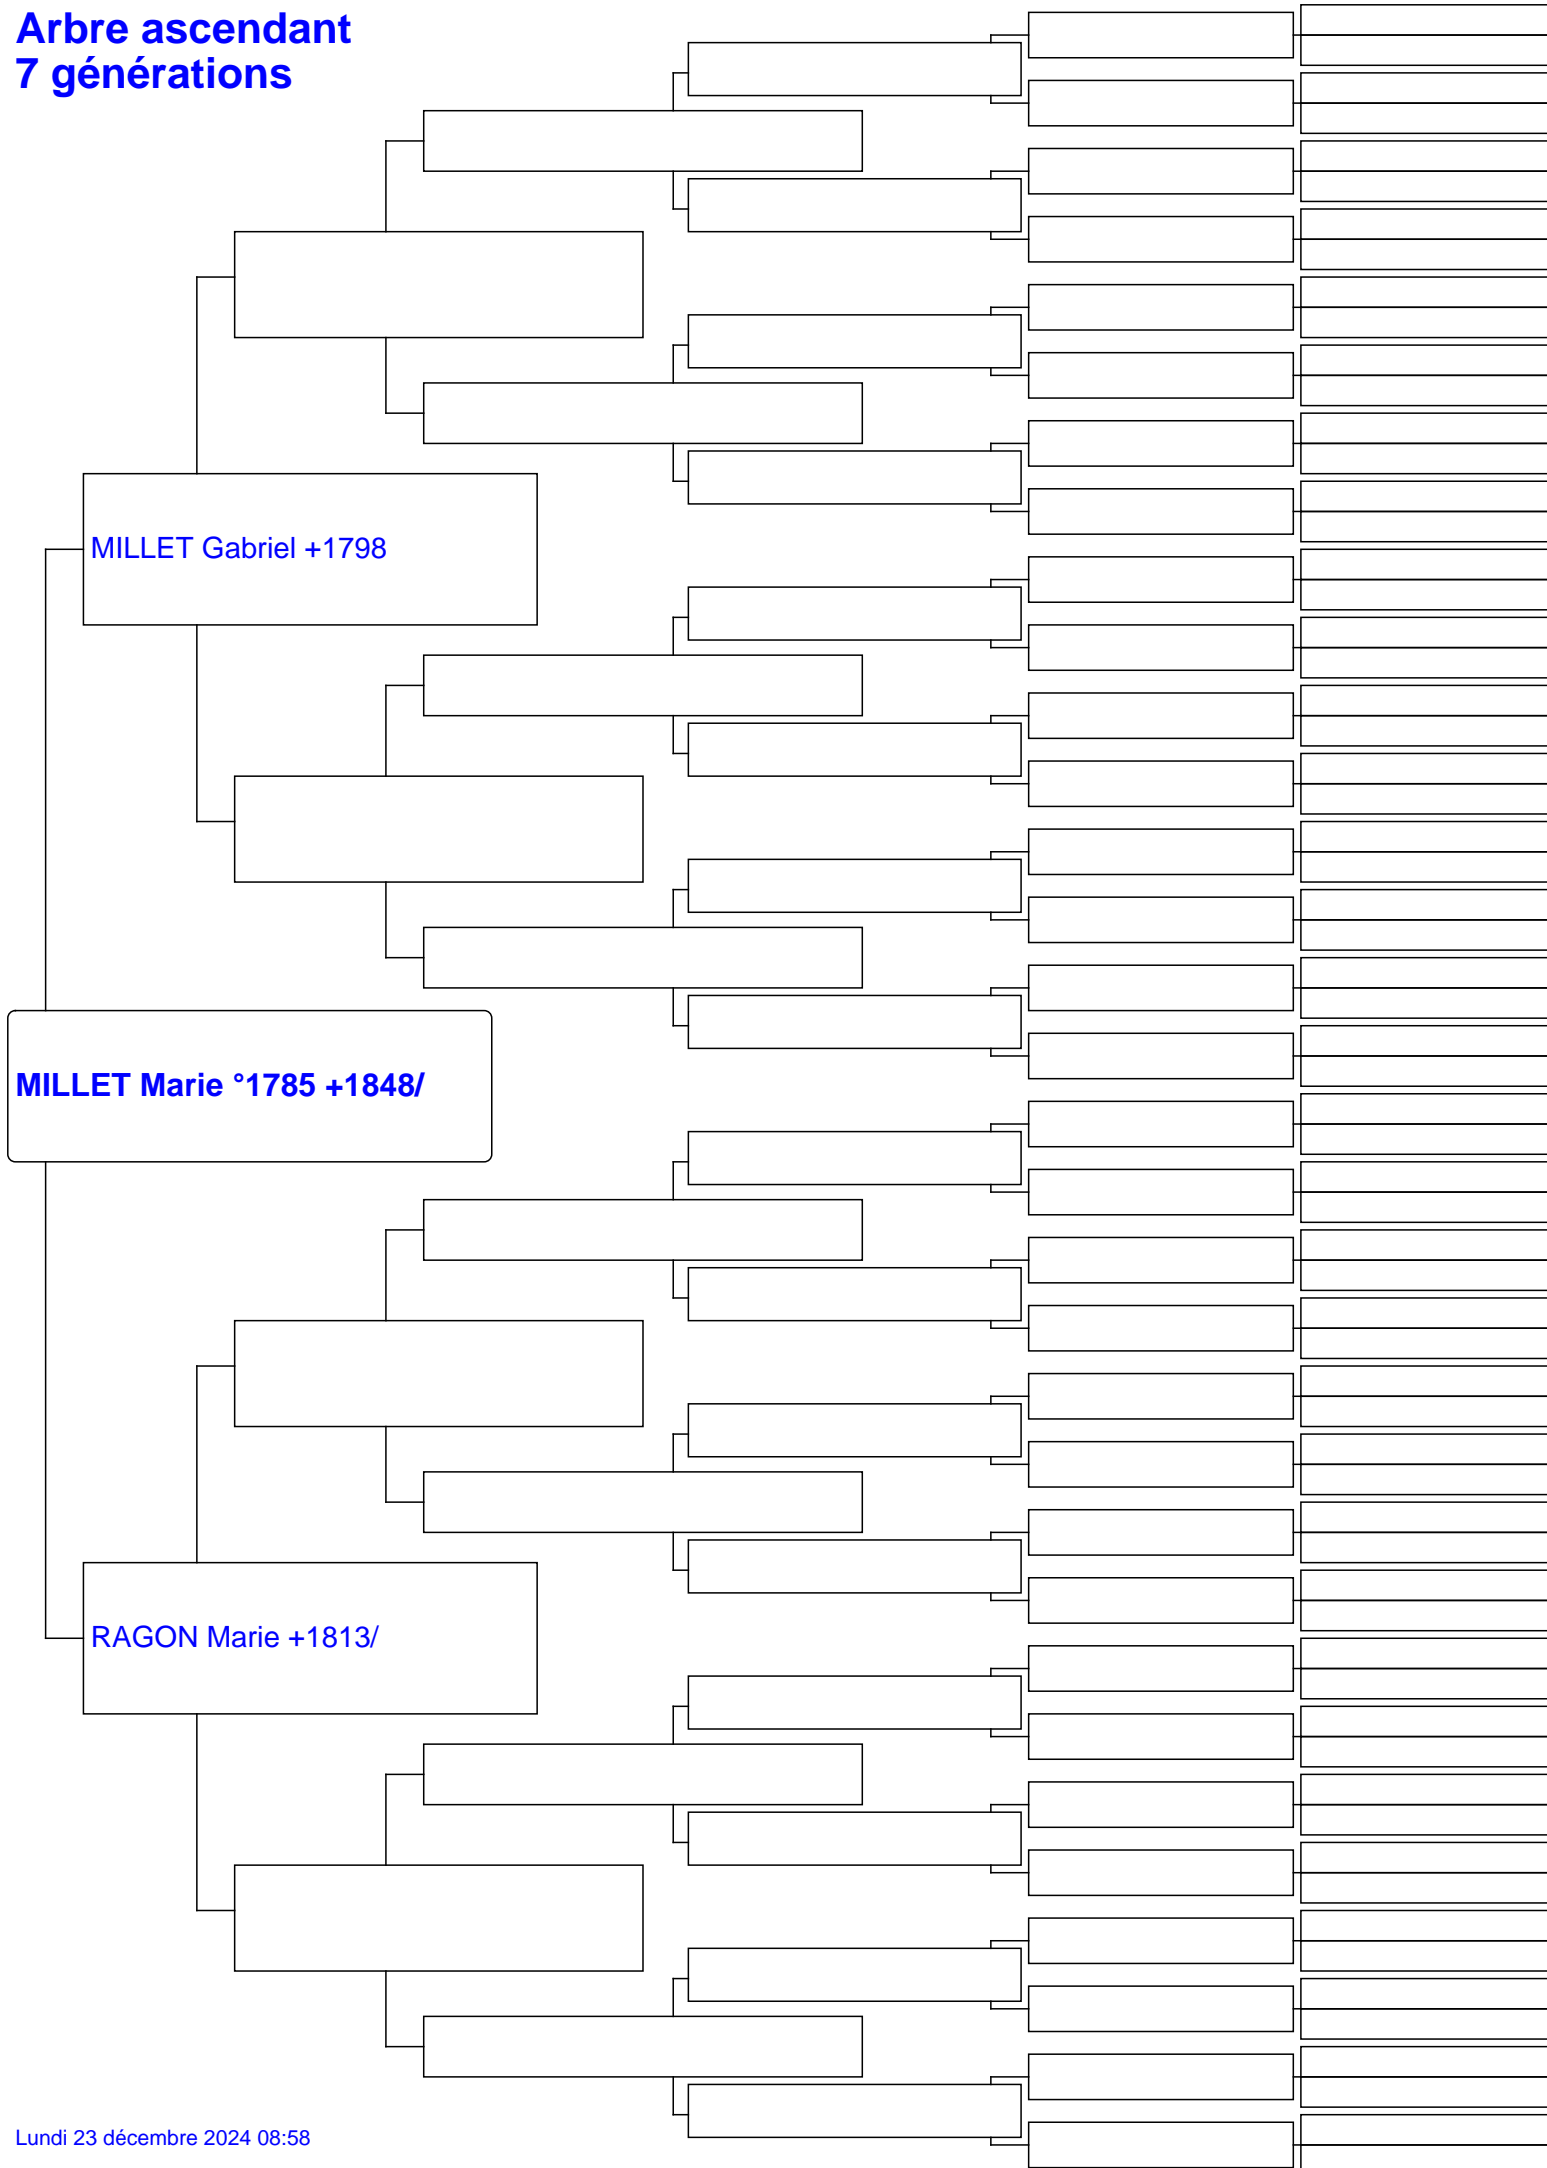 Arbre ascendant
7 générations
MILLET Gabriel +1798
MILLET Marie °1785 +1848/
RAGON Marie +1813/
Lundi 23 décembre 2024 08:58